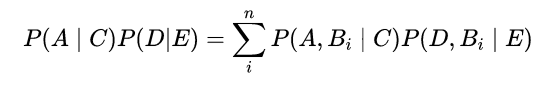 P(A | C)P(D|E) = \sum_{i}^{n} P(A, B_i | C)P(D, B_i | E)